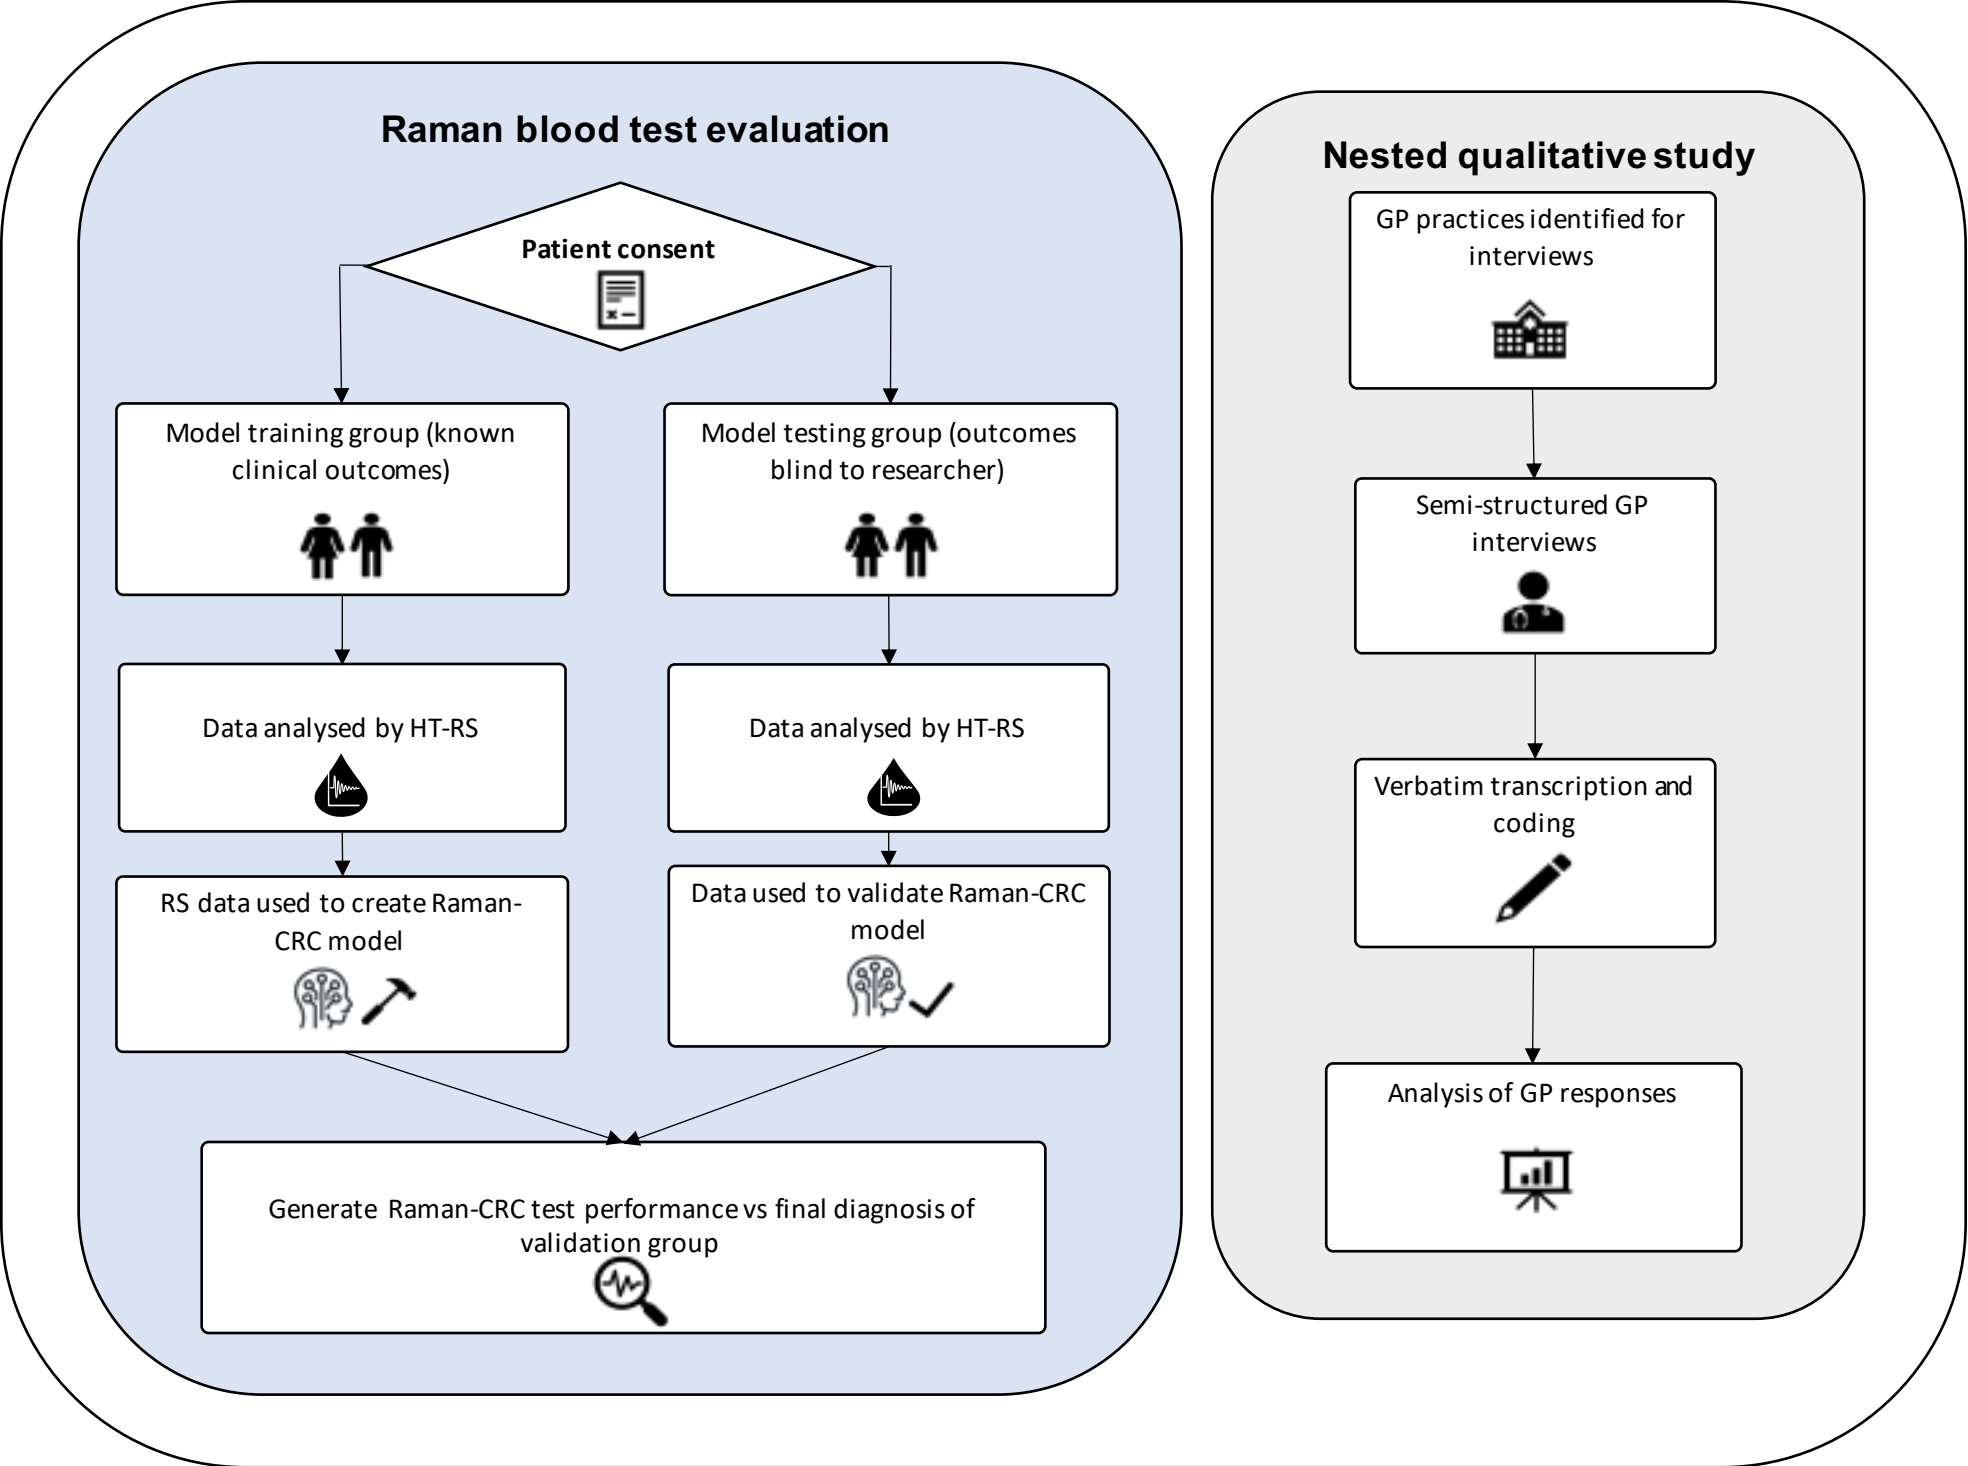 Raman blood test evaluation
Patient consent
Model training group (known
clinical outcomes)
Model testing group (outcomes
blind to researcher)
Data analysed by HT-RS
Data analysed by HT-RS
RS data used to create Raman-
CRC model
Data used to validate Raman-CRC
model
Generate Raman-CRC test performance vs final diagnosis of
validation group
Nested qualitative study
GP practices identified for
interviews
Semi-structured GP
interviews
Verbatim transcription and
coding
Analysis of GP responses